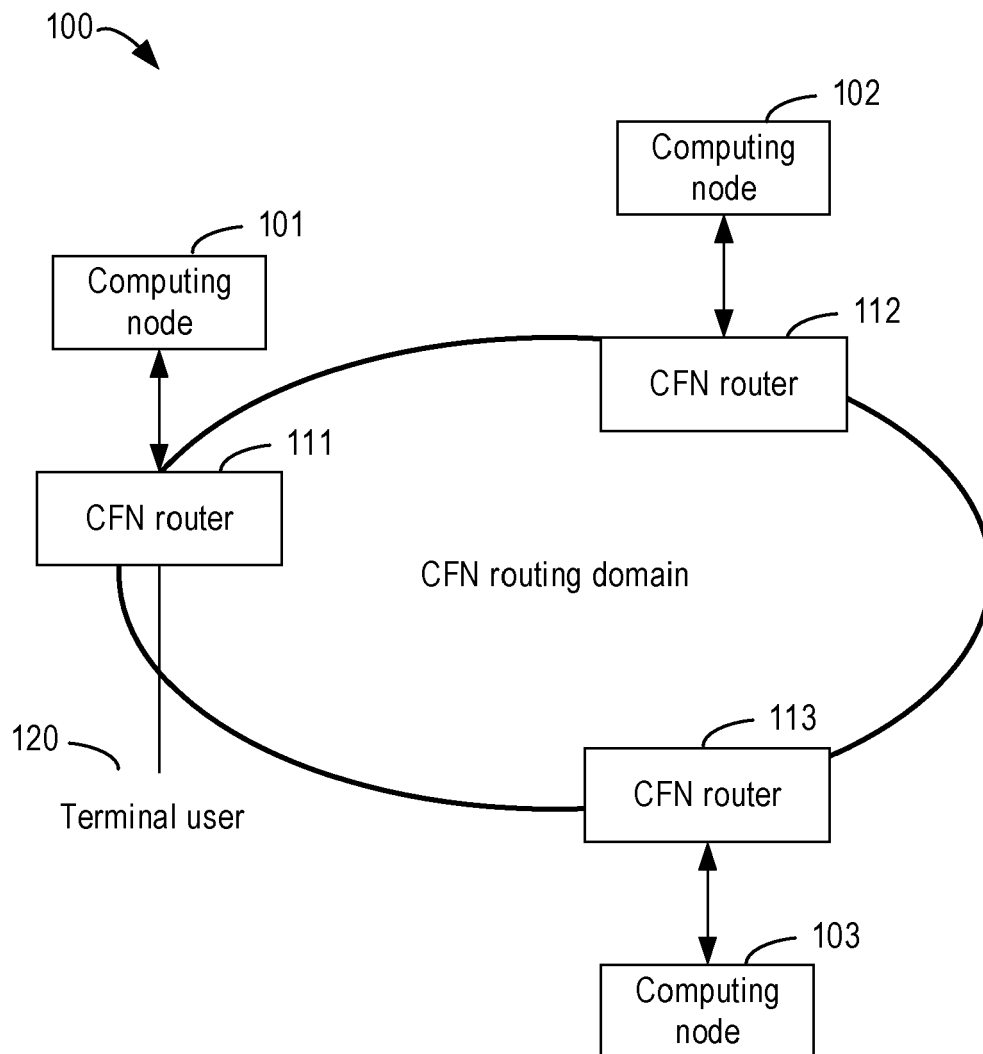 100
102
Computing
node
101
Computing
node
112
CFN router
111
CFN router
CFN routing domain
113
120
CFN router
Terminal user
103
Computing
node